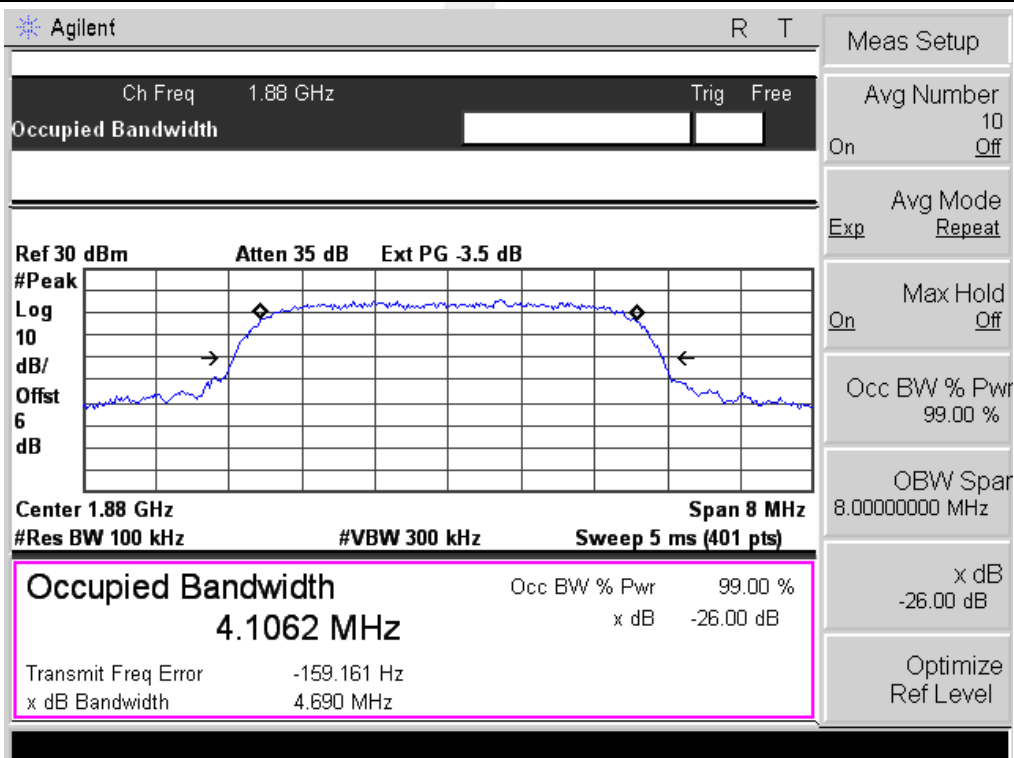 Agilent R T
Ch Freq 1.88 GHz Trig Free
Occupied Bandwidth
Ref 30 dBm Atten 35 dB Ext PG -3.5 dB
#Peak
Log
10
dB/
Offst
6
dB
Center 1.88 GHz Span 8 MHz
#Res BW 100 kHz #VBW 300 kHz Sweep 5 ms (401 pts)
Occupied Bandwidth
4.1062 MHz
Occ BW % Pwr 99.00 %
x dB -26.00 dB
Transmit Freq Error -159.161 Hz
x dB Bandwidth 4.690 MHz
Meas Setup
Avg Number
10
On Off
Avg Mode
Exp Repeat
Max Hold
On Off
Occ BW % Pwr
99.00 %
OBW Span
8.00000000 MHz
x dB
-26.00 dB
Optimize
Ref Level